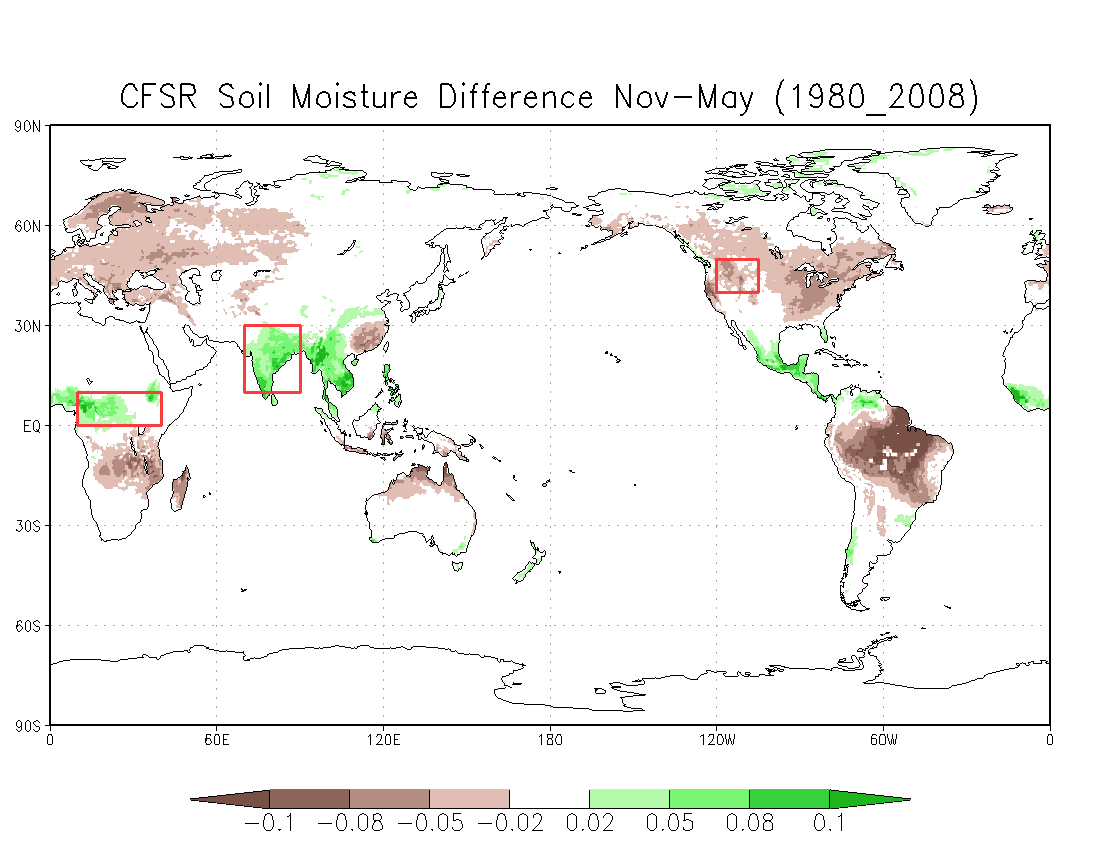 CFSR Soil Moisture Difference Nov-May (1980_2008)
90N
60N
30N
EQ
30S
60S
90S
0 60E 120E 180 120W 60W 0
-0.1 -0.08 -0.05 -0.02 0.02 0.05 0.08 0.1